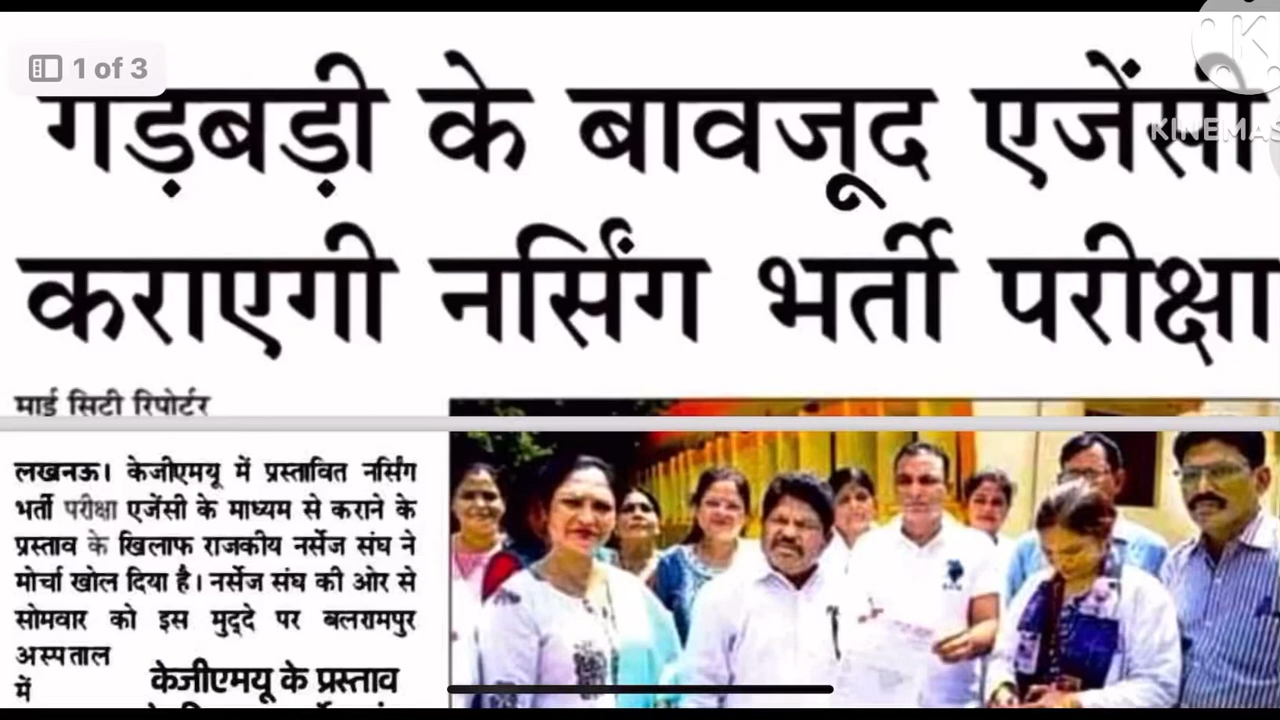 1 of 3
गड़बड़ी के बावजूद एजेंसी
KINEMAS
कराएगी नर्सिंग भर्ती परीक्षा
माई सिटी रिपोर्टर
लखनऊ। केजीएमयू में प्रस्तावित नर्सिंग
भर्ती परीक्षा एजेंसी के माध्यम से कराने के
प्रस्ताव के खिलाफ राजकीय नर्सेज संघ ने
मोर्चा खोल दिया है। नर्सेज संघ की ओर से
सोमवार को इस मुद्दे पर बलरामपुर
अस्पताल
में
केजीएमयू के प्रस्ताव